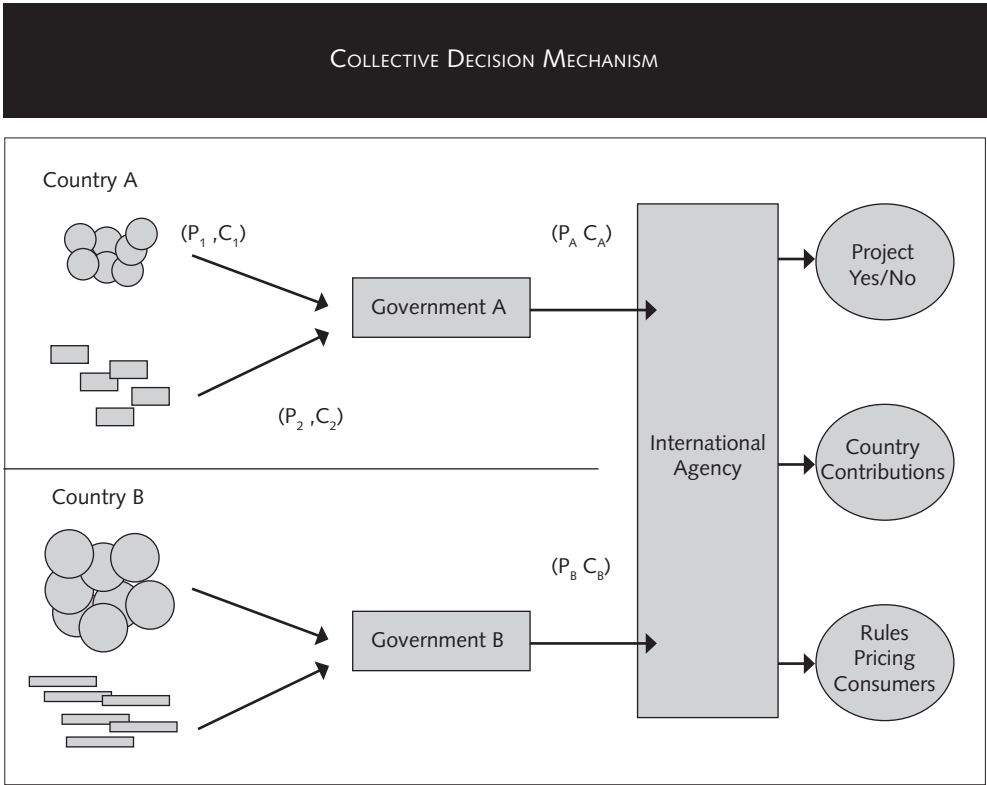 Collective Decision Mechanism
Country A
(P1 ,C1)
(PA CA)
Project
Yes/No
Government A
(P2 ,C2)
International
Agency
Country
Contributions
Country B
(PB CB)
Government B
Rules
Pricing
Consumers